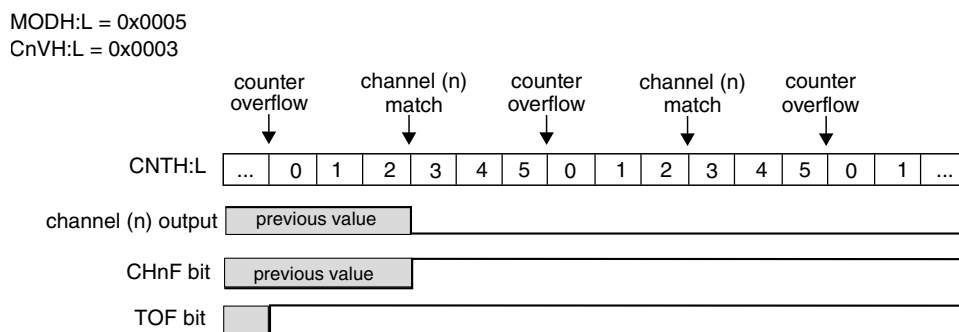 MODH:L = 0x0005
CnVH:L = 0x0003
counter overflow channel (n) match counter overflow channel (n) match counter overflow
CNTH:L ... 0 1 2 3 4 5 0 1 2 3 4 5 0 1 ...
channel (n) output previous value
CHnF bit previous value
TOF bit